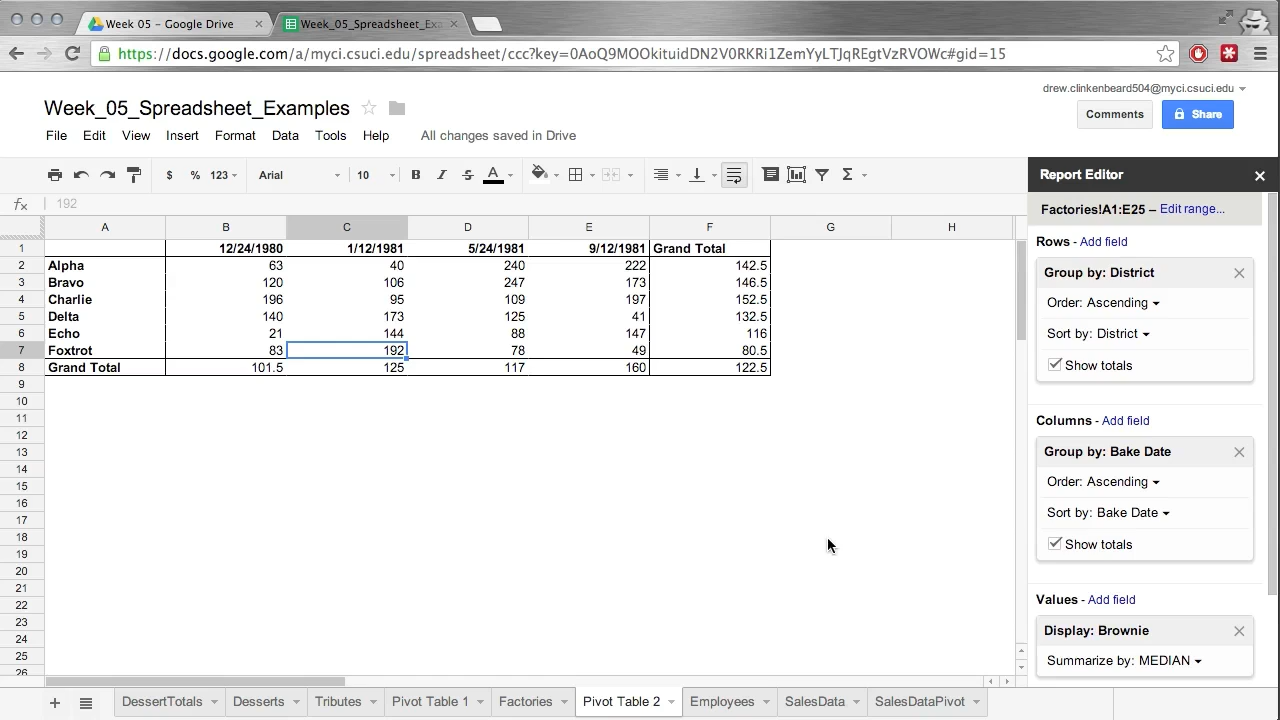 Week 05 – Google Drive
Week_05_Spreadsheet_Exa
https://docs.google.com/a/myci.csuci.edu/spreadsheet/ccc?key=0AoQ9MOOkituidDN2V0RKRi1ZemYyLTJqREgtVzRVOWc#gid=15
drew.clinkenbeard504@myci.csuci.edu
Week_05_Spreadsheet_Examples
Comments
Share
File Edit View Insert Format Data Tools Help All changes saved in Drive
$ % 123 Arial 10 B I S A Σ
Report Editor
fx 192
A B C D E F G H
1 12/24/1980 1/12/1981 5/24/1981 9/12/1981 Grand Total
2 Alpha 63 40 240 222 142.5
3 Bravo 120 106 247 173 146.5
4 Charlie 196 95 109 197 152.5
5 Delta 140 173 125 41 132.5
6 Echo 21 144 88 147 116
7 Foxtrot 83 192 78 49 80.5
8 Grand Total 101.5 125 117 160 122.5
9
10
11
12
13
14
15
16
17
18
19
20
21
22
23
24
25
26
Factories!A1:E25 – Edit range...
Rows - Add field
Group by: District
Order: Ascending
Sort by: District
Show totals
Columns - Add field
Group by: Bake Date
Order: Ascending
Sort by: Bake Date
Show totals
Values - Add field
Display: Brownie
Summarize by: MEDIAN
DessertTotals Desserts Tributes Pivot Table 1 Factories Pivot Table 2 Employees SalesData SalesDataPivot